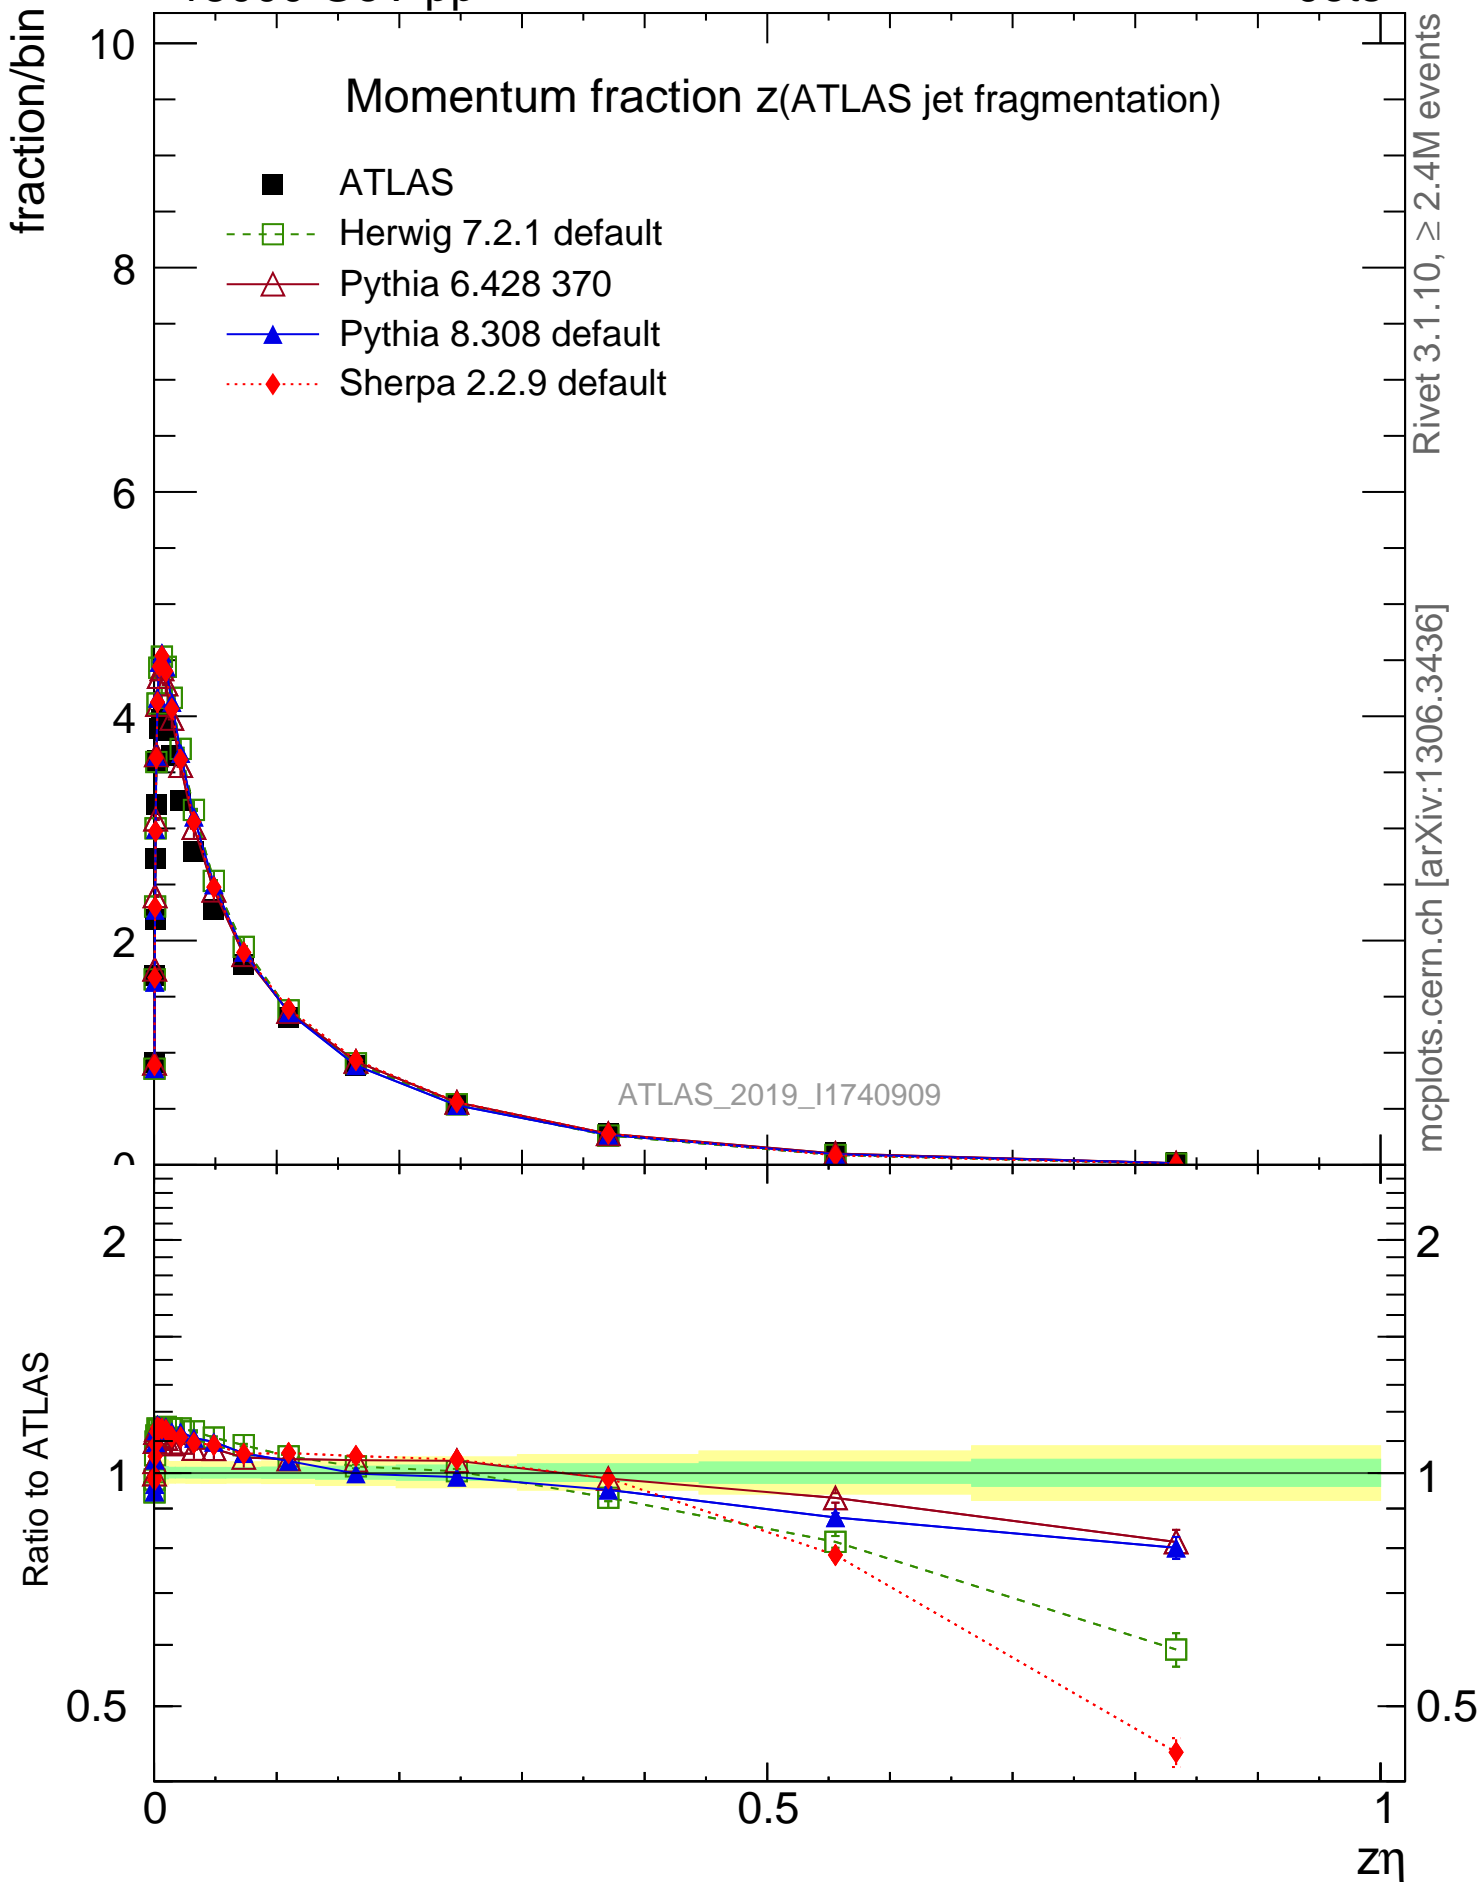 fraction/bin
Momentum fraction z(ATLAS jet fragmentation)
ATLAS
Herwig 7.2.1 default
Pythia 6.428 370
Pythia 8.308 default
Sherpa 2.2.9 default
10
8
6
4
2
0
ATLAS_2019_I1740909
Rivet 3.1.10, ≥ 2.4M events
mcplots.cern.ch [arXiv:1306.3436]
Ratio to ATLAS
2
1
0.5
2
1
0.5
0
0.5
1
zη